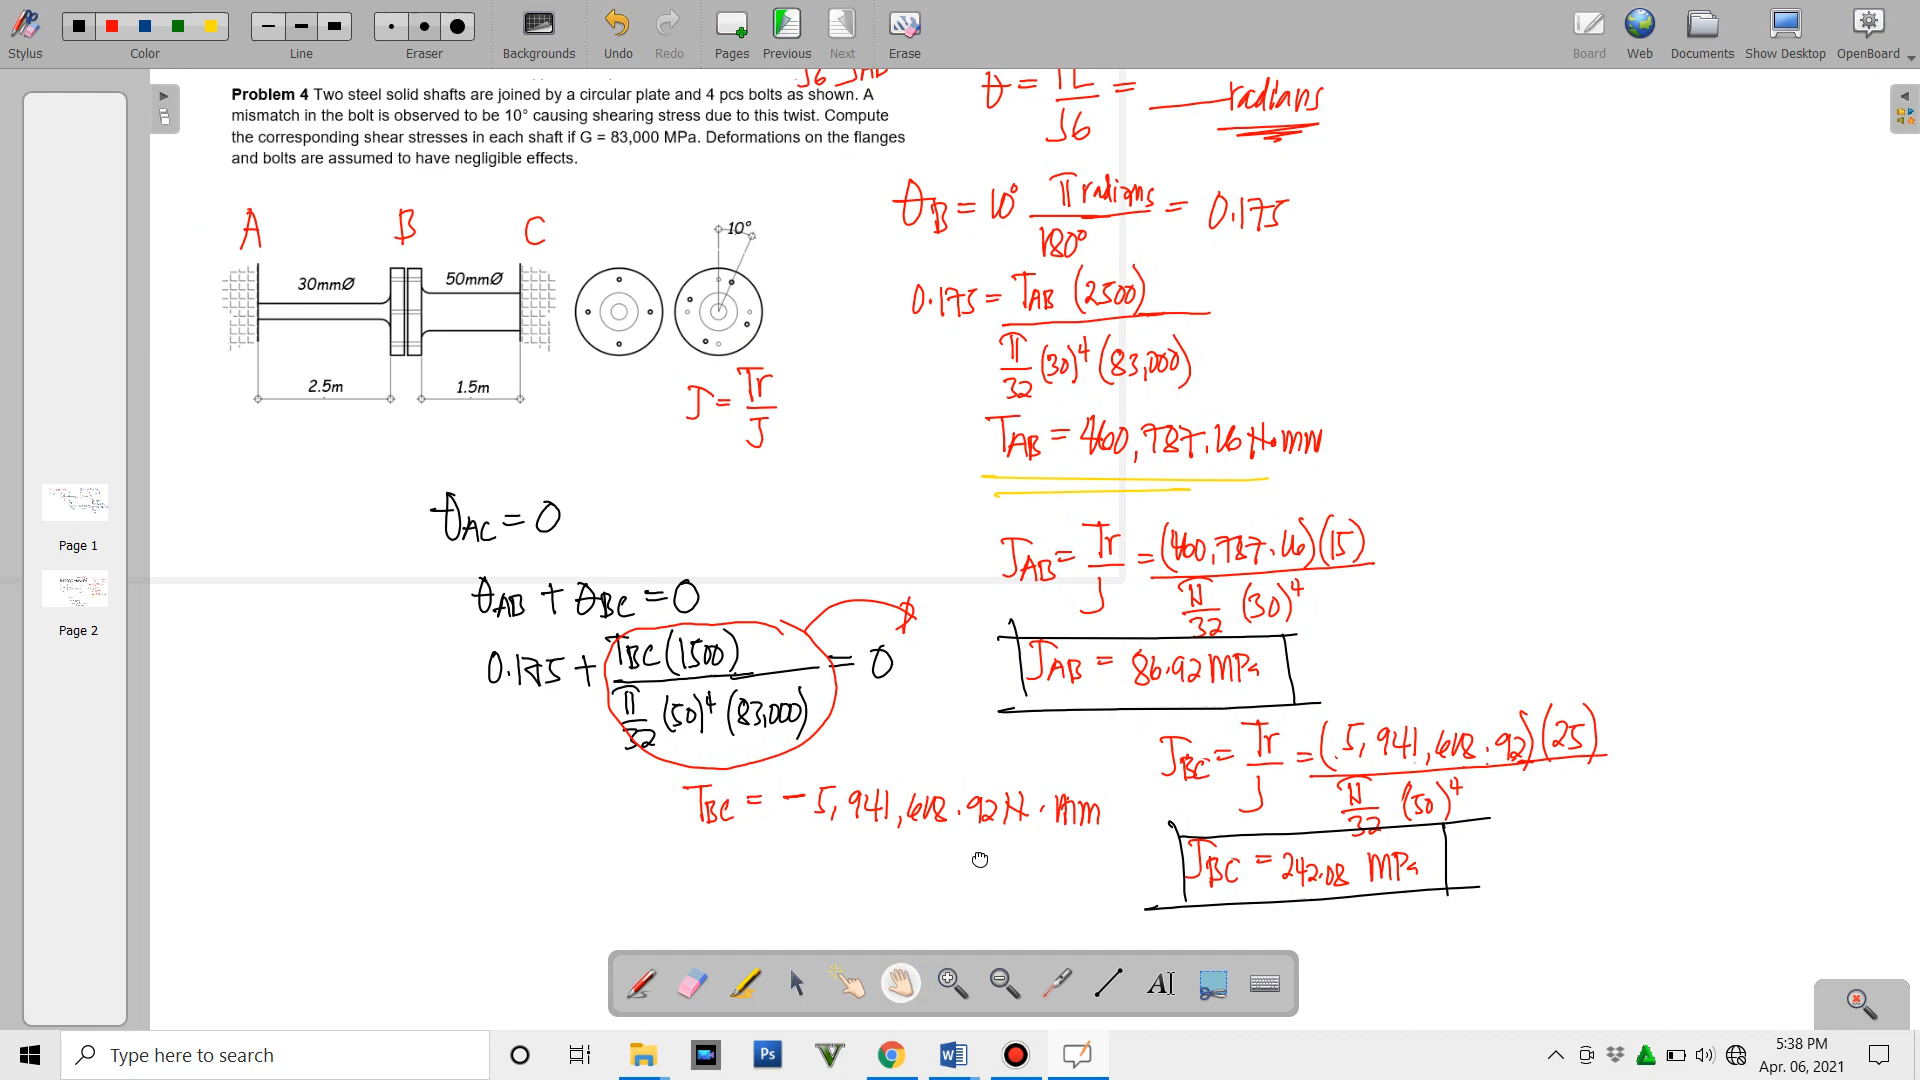 Stylus
Color
Line
Eraser
Backgrounds
Undo
Redo
Pages
Previous
Next
Erase
Board
Web
Documents
Show Desktop
OpenBoard
Page 1
Page 2
Problem 4 Two steel solid shafts are joined by a circular plate and 4 pcs bolts as shown. A
mismatch in the bolt is observed to be 10° causing shearing stress due to this twist. Compute
the corresponding shear stresses in each shaft if G = 83,000 MPa. Deformations on the flanges
and bolts are assumed to have negligible effects.
A B C
30mmØ 50mmØ 10°
2.5m 1.5m
τ = Tr/J
θ = TL/JG = ____ radians
θB = 10° π radians/180° = 0.175
0.175 = TAB (2500) / π/32 (30)⁴ (83,000)
TAB = 460,787.16 N·mm
τAB = Tr/J = (460,787.16)(15) / π/32 (30)⁴
τAB = 86.92 MPa
θAC = 0
θAB + θBC = 0
0.175 + TBC (1500) / π/32 (50)⁴ (83,000) = 0
TBC = - 5,941,618.92 N·mm
τBC = Tr/J = (5,941,618.92)(25) / π/32 (50)⁴
τBC = 242.08 MPa
Type here to search
5:38 PM
Apr. 06, 2021